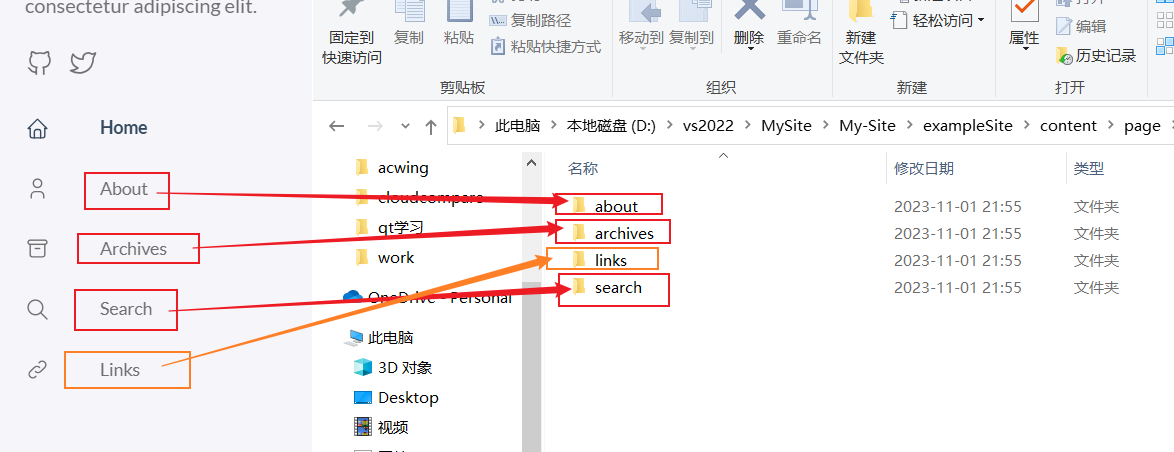 consectetur adipiscing elit.
Home
About
Archives
Search
Links
固定到
快速访问
复制
粘贴
复制路径
粘贴快捷方式
剪贴板
移动到
复制到
删除
重命名
组织
新建
文件夹
轻松访问
新建
属性
打开
编辑
历史记录
打开
此电脑
本地磁盘 (D:)
vs2022
MySite
My-Site
exampleSite
content
page
acwing
cloudcompare
qt学习
work
OneDrive - Personal
此电脑
3D 对象
Desktop
视频
名称 修改日期 类型
about 2023-11-01 21:55 文件夹
archives 2023-11-01 21:55 文件夹
links 2023-11-01 21:55 文件夹
search 2023-11-01 21:55 文件夹